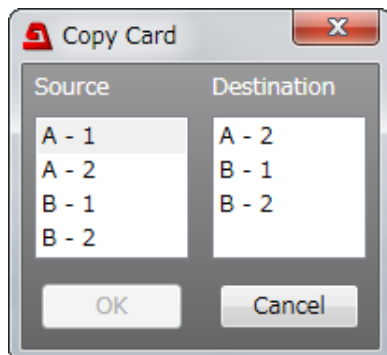 Copy Card
Source
Destination
A - 1
A - 2
B - 1
B - 2
A - 2
B - 1
B - 2
OK
Cancel